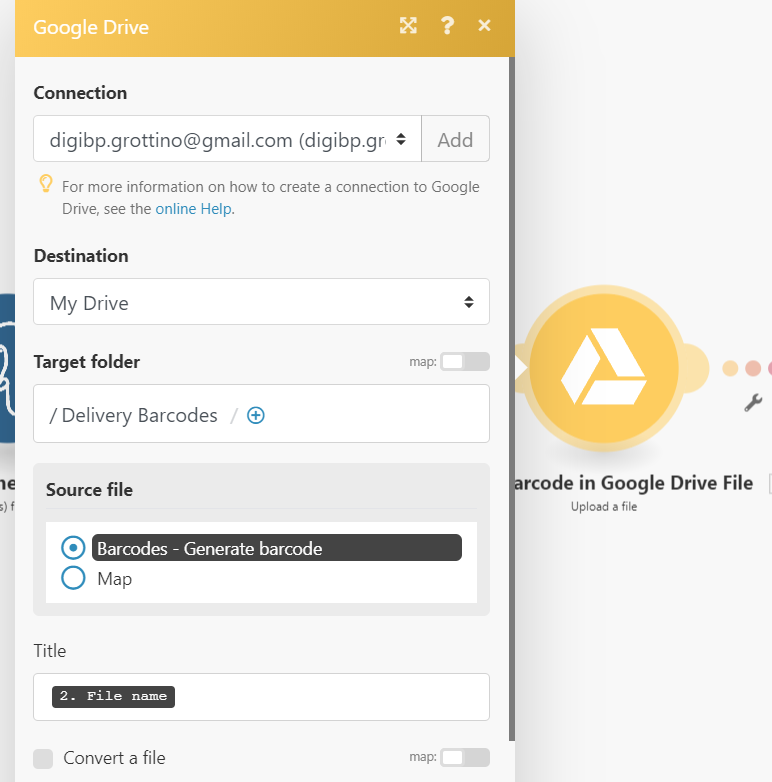 Google Drive
Connection
digibp.grottino@gmail.com (digibp.gr
Add
For more information on how to create a connection to Google
Drive, see the online Help.
Destination
My Drive
Target folder
map:
/ Delivery Barcodes /
Source file
Barcodes - Generate barcode
Map
Title
2. File name
Convert a file
map:
arcode in Google Drive File
Upload a file